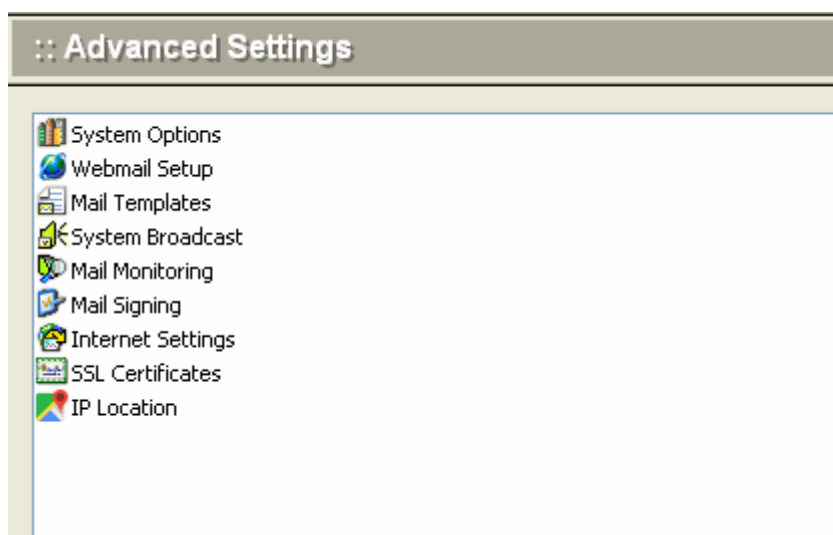 :: Advanced Settings
System Options
Webmail Setup
Mail Templates
System Broadcast
Mail Monitoring
Mail Signing
Internet Settings
SSL Certificates
IP Location